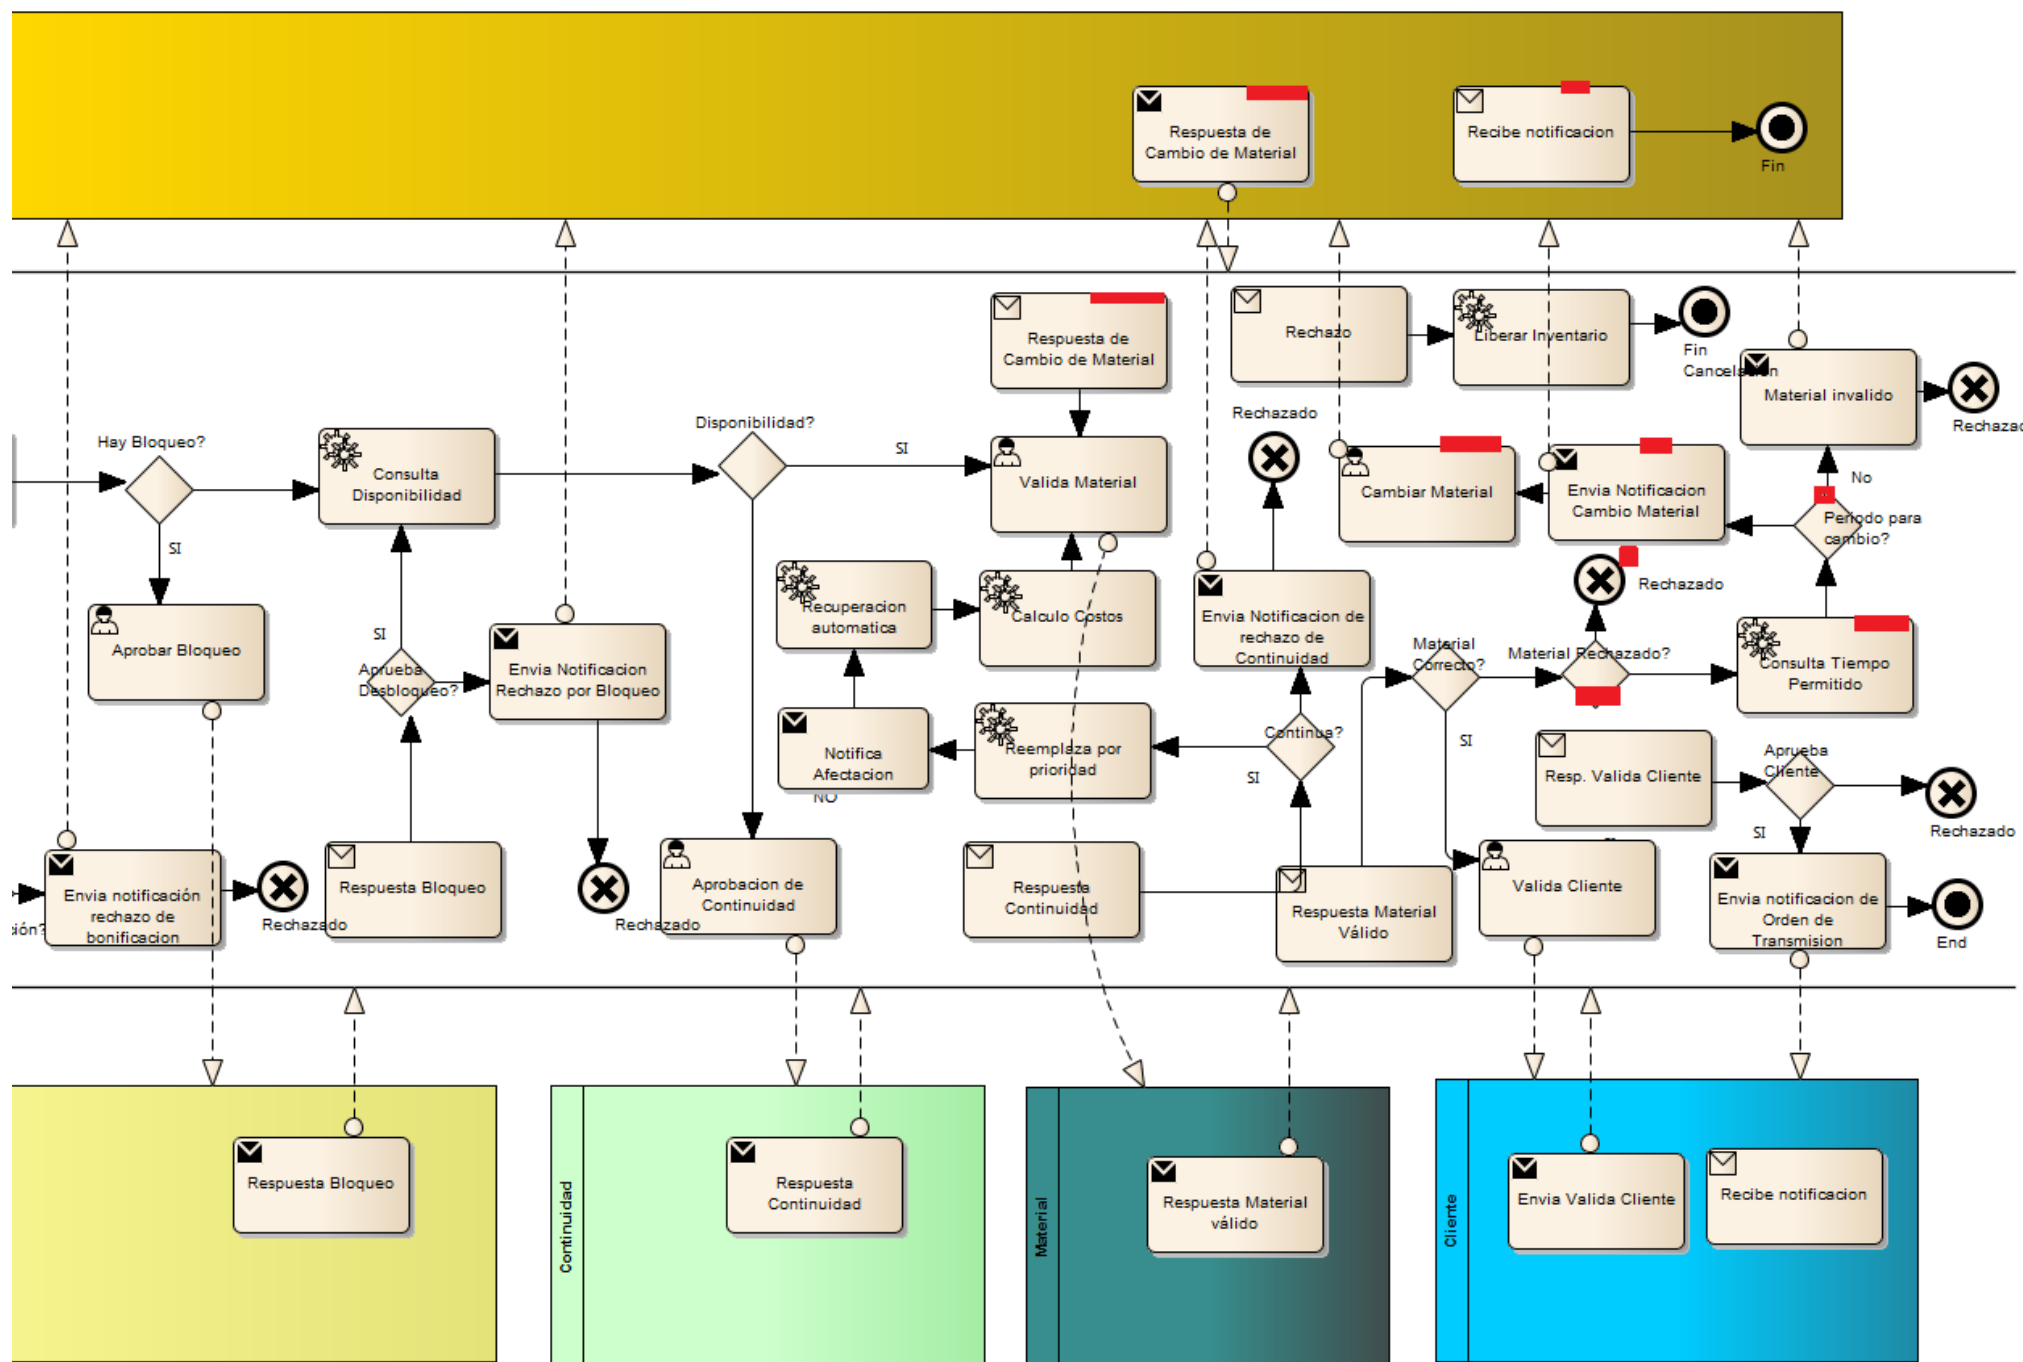 Respuesta de
Cambio de Material
Recibe notificacion
Fin
Respuesta de
Cambio de Material
Rechazo
Liberar Inventario
Fin
Cancelacion
Material invalido
Rechazad
Hay Bloqueo?
Consulta
Disponibilidad
Disponibilidad?
SI
Valida Material
Rechazado
Cambiar Material
Envia Notificacion
Cambio Material
No
Periodo para
cambio?
SI
Aprobar Bloqueo
SI
Aprueba
Desbloqueo?
Envia Notificacion
Rechazo por Bloqueo
Recuperacion
automatica
Calculo Costos
Envia Notificacion de
rechazo de
Continuidad
Material
Correcto?
Material Rechazado?
Rechazado
Consulta Tiempo
Permitido
Notifica
Afectacion
NO
Reemplaza por
prioridad
Continua?
SI
SI
Resp. Valida Cliente
Aprueba
Cliente
SI
Rechazado
ión?
Envia notificación
rechazo de
bonificacion
Rechazado
Respuesta Bloqueo
Rechazado
Aprobacion de
Continuidad
Respuesta
Continuidad
Respuesta Material
Válido
Valida Cliente
Envia notificacion de
Orden de
Transmision
End
Respuesta Bloqueo
Continuidad
Respuesta
Continuidad
Material
Respuesta Material
válido
Cliente
Envia Valida Cliente
Recibe notificacion